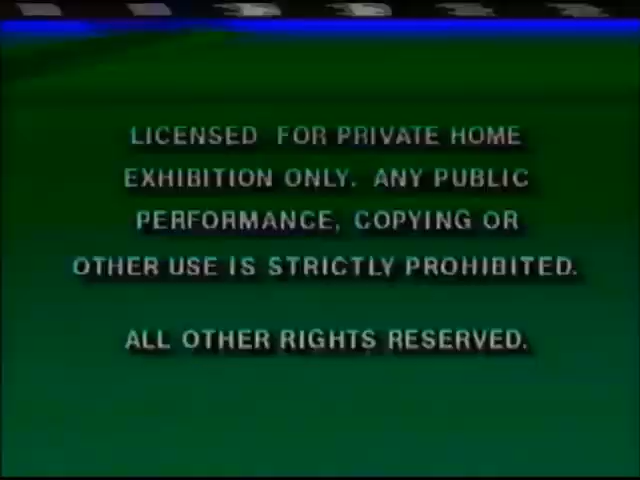 LICENSED FOR PRIVATE HOME
EXHIBITION ONLY. ANY PUBLIC
PERFORMANCE, COPYING OR
OTHER USE IS STRICTLY PROHIBITED.
ALL OTHER RIGHTS RESERVED.